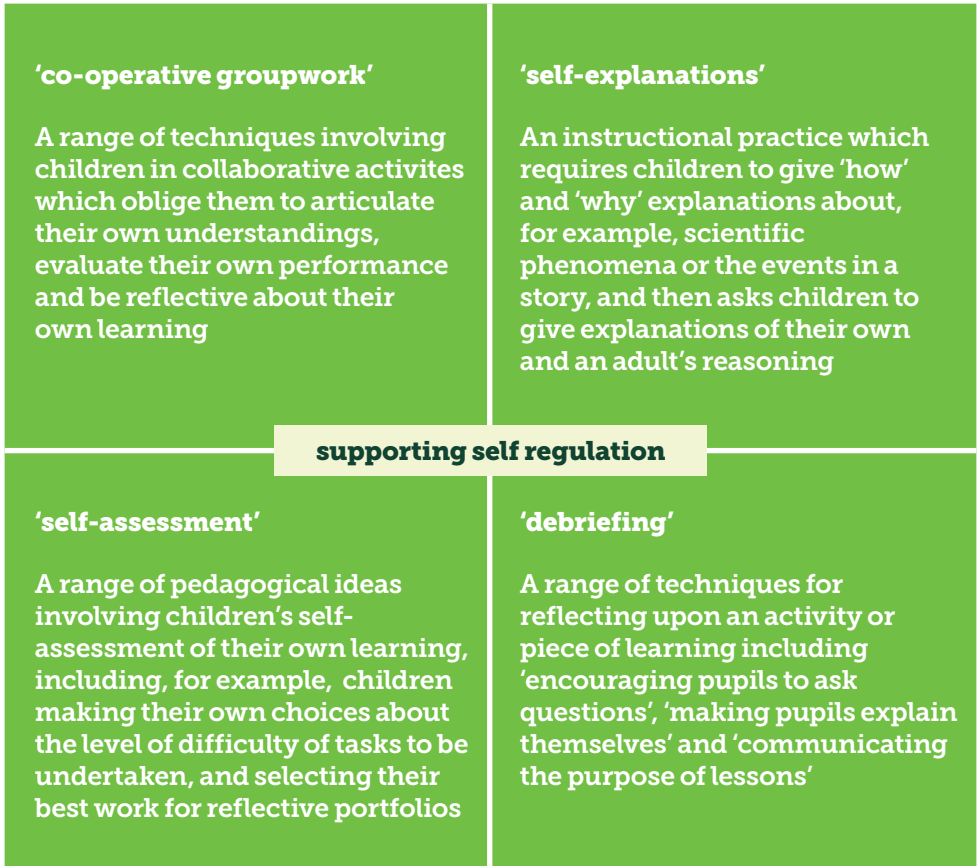 ‘co-operative groupwork’
A range of techniques involving
children in collaborative activites
which oblige them to articulate
their own understandings,
evaluate their own performance
and be reflective about their
own learning
‘self-explanations’
An instructional practice which
requires children to give ‘how’
and ‘why’ explanations about,
for example, scientific
phenomena or the events in a
story, and then asks children to
give explanations of their own
and an adult’s reasoning
supporting self regulation
‘self-assessment’
A range of pedagogical ideas
involving children’s self-
assessment of their own learning,
including, for example,  children
making their own choices about
the level of difficulty of tasks to be
undertaken, and selecting their
best work for reflective portfolios
‘debriefing’
A range of techniques for
reflecting upon an activity or
piece of learning including
‘encouraging pupils to ask
questions’, ‘making pupils explain
themselves’ and ‘communicating
the purpose of lessons’